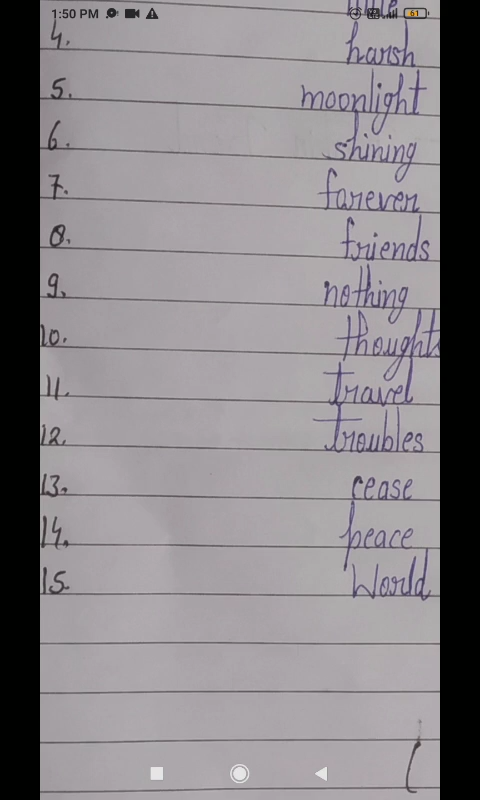 1:50 PM 61
4. harsh
5. moonlight
6. shining
7. farever
8. friends
9. nothing
10. thoughts
11. travel
12. troubles
13. cease
14. peace
15. World